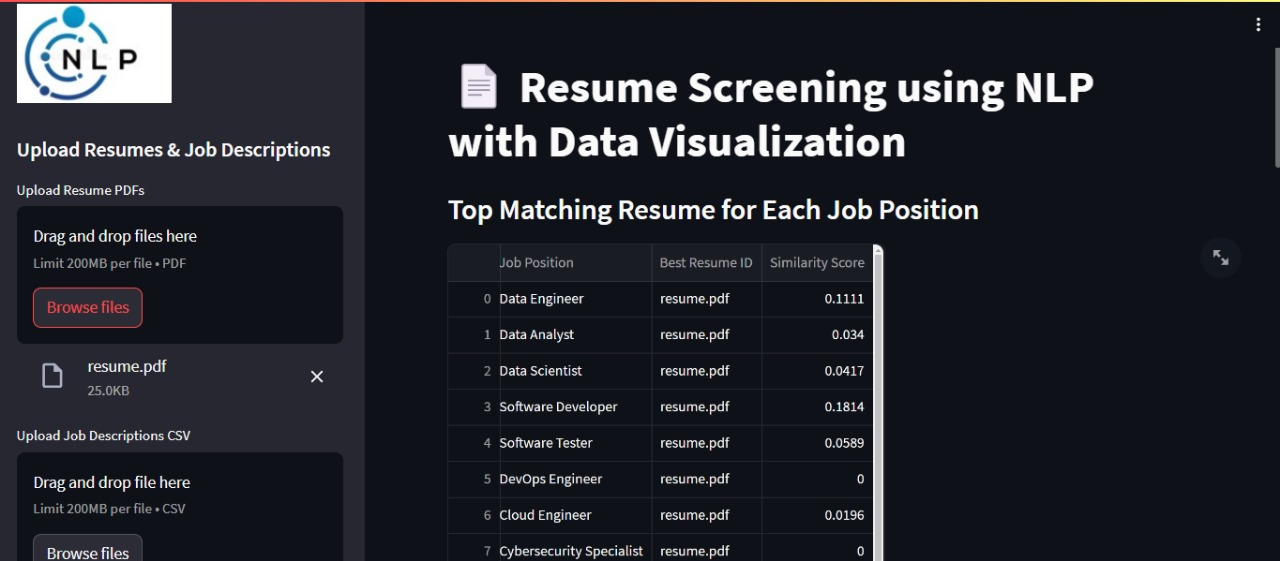 NLP
Upload Resumes & Job Descriptions
Upload Resume PDFs
Drag and drop files here
Limit 200MB per file • PDF
Browse files
resume.pdf
25.0KB
Upload Job Descriptions CSV
Drag and drop file here
Limit 200MB per file • CSV
Browse files
Resume Screening using NLP
with Data Visualization
Top Matching Resume for Each Job Position
Job Position Best Resume ID Similarity Score
0 Data Engineer resume.pdf 0.1111
1 Data Analyst resume.pdf 0.034
2 Data Scientist resume.pdf 0.0417
3 Software Developer resume.pdf 0.1814
4 Software Tester resume.pdf 0.0589
5 DevOps Engineer resume.pdf 0
6 Cloud Engineer resume.pdf 0.0196
7 Cybersecurity Specialist resume.pdf 0